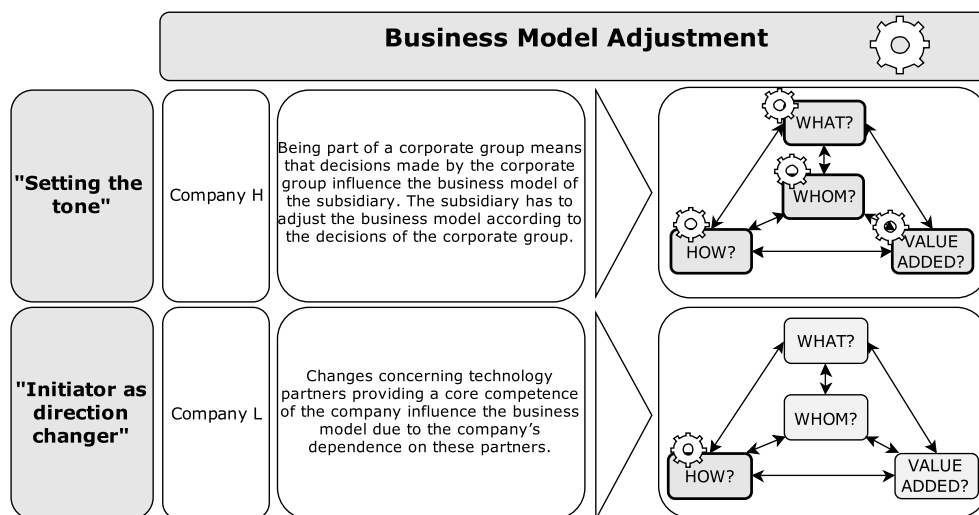 Business Model Adjustment
"Setting the
tone"
Company H
Being part of a corporate group means
that decisions made by the corporate
group influence the business model of
the subsidiary. The subsidiary has to
adjust the business model according to
the decisions of the corporate group.
WHAT?
WHOM?
HOW?
VALUE
ADDED?
"Initiator as
direction
changer"
Company L
Changes concerning technology
partners providing a core competence
of the company influence the business
model due to the company’s
dependence on these partners.
WHAT?
WHOM?
HOW?
VALUE
ADDED?